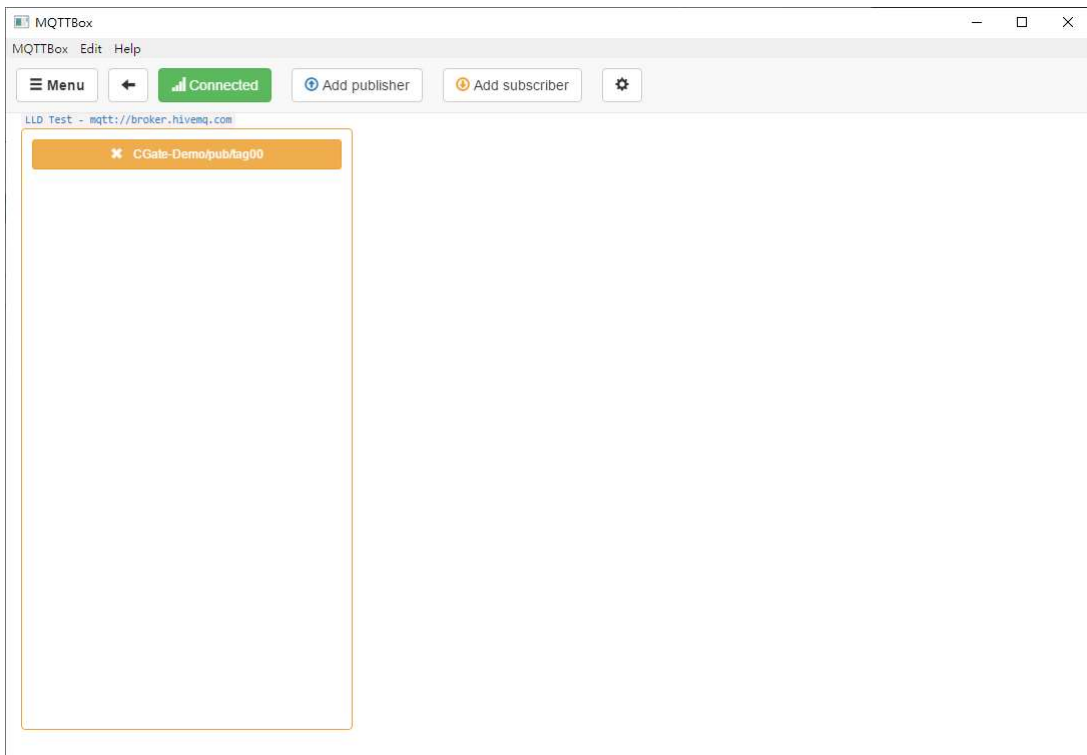 MQTTBox
MQTTBox Edit Help
Menu Connected Add publisher Add subscriber
LLD Test - mqtt://broker.hivemq.com
CGate-Demo/pub/tag00